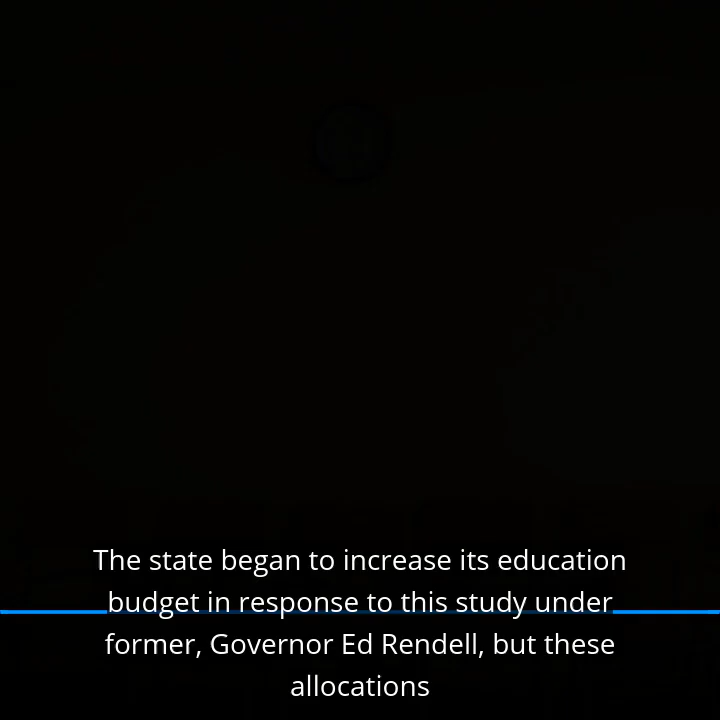 The state began to increase its education
budget in response to this study under
former, Governor Ed Rendell, but these
allocations